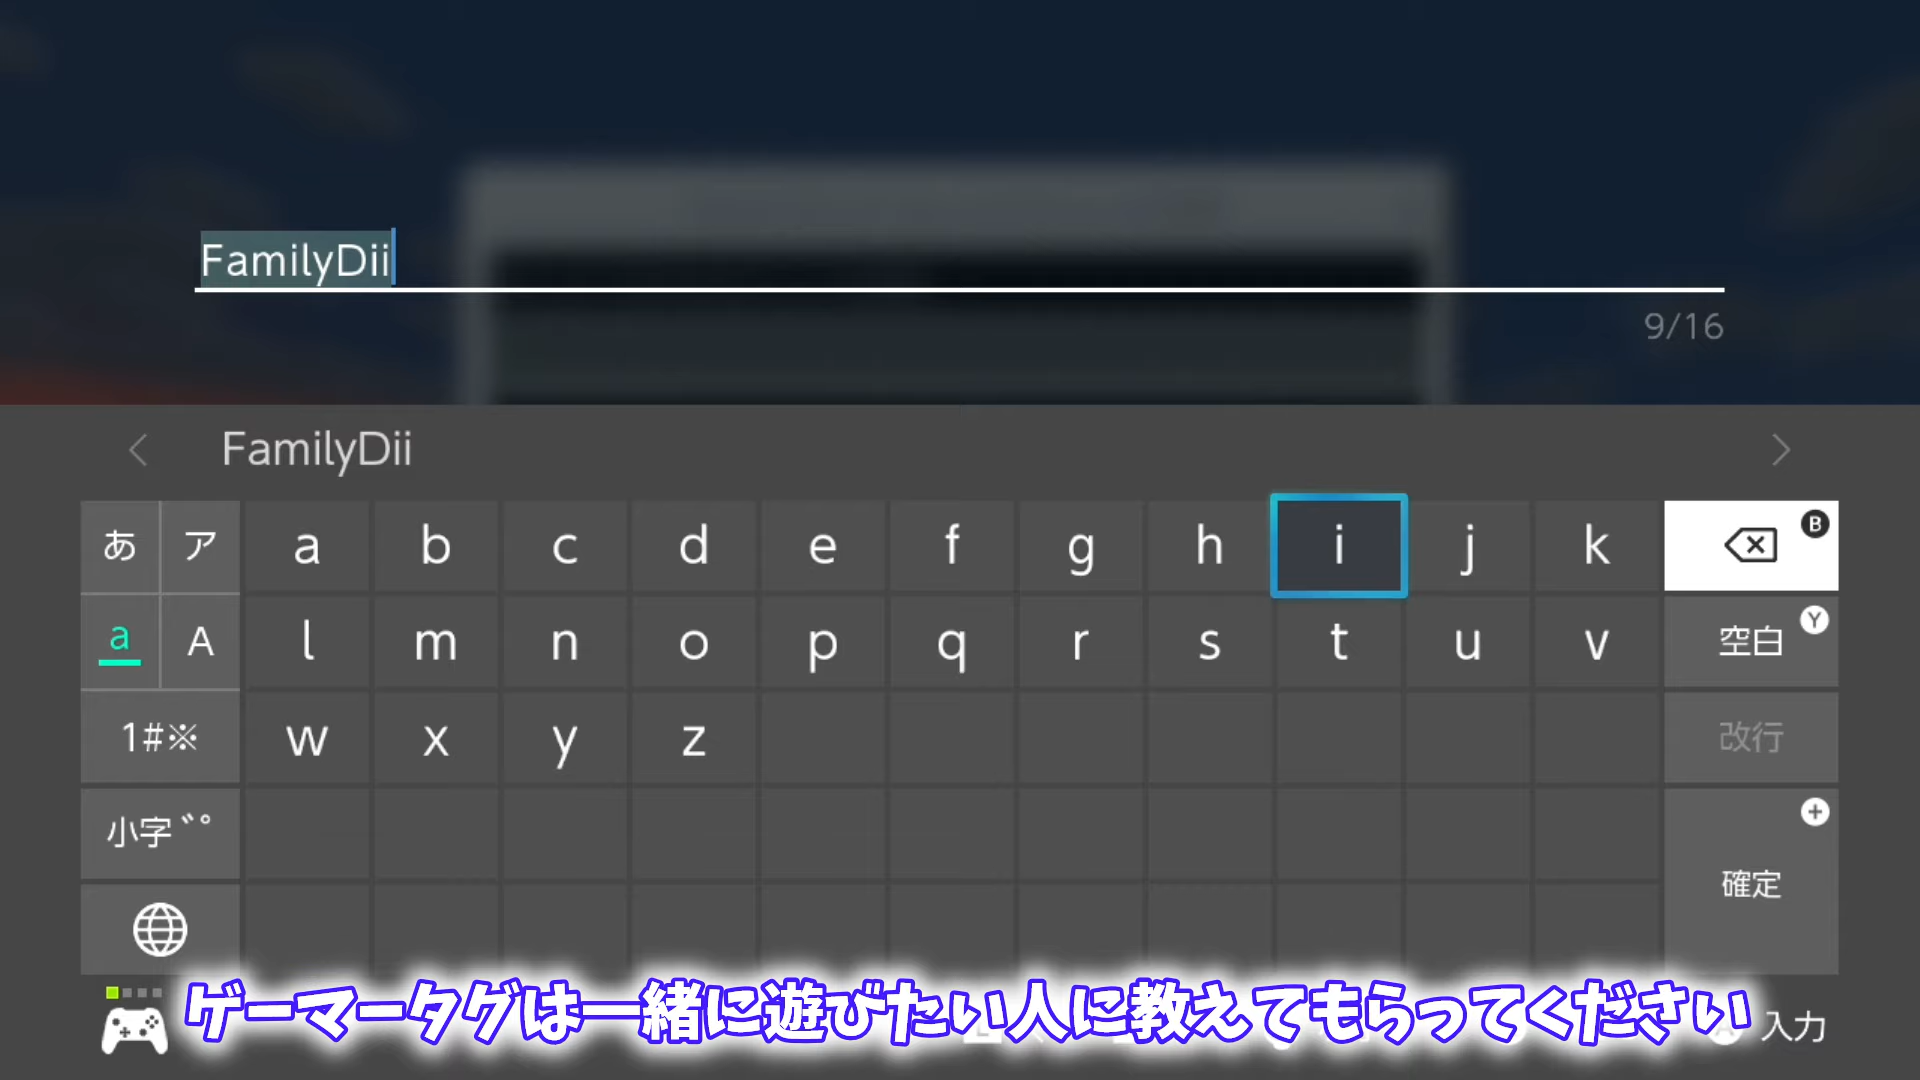 FamilyDii
9/16
FamilyDii
あ ア a b c d e f g h i j k B
a A l m n o p q r s t u v 空白 Y
1#※ w x y z 改行
小字゛゜
確定
ゲーマータグは一緒に遊びたい人に教えてもらってください
入力